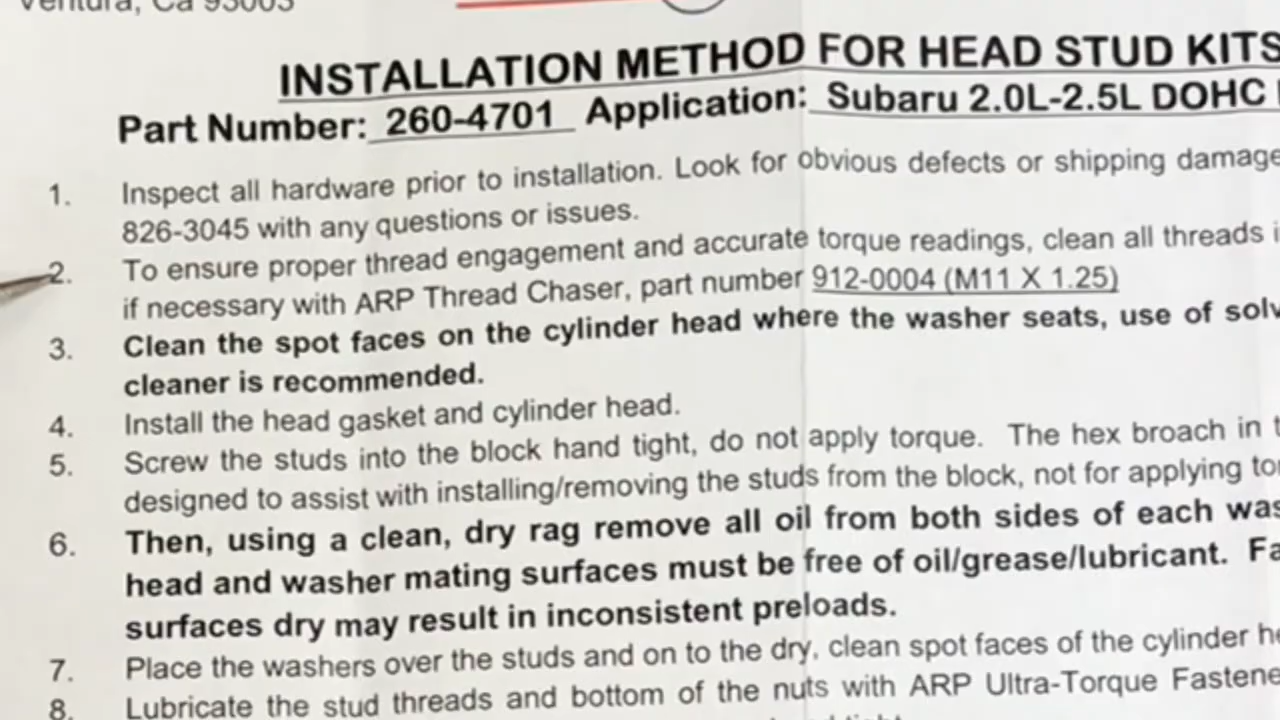 Ventura, Ca 93003
INSTALLATION METHOD FOR HEAD STUD KITS
Part Number: 260-4701 Application: Subaru 2.0L-2.5L DOHC
1. Inspect all hardware prior to installation. Look for obvious defects or shipping damage
826-3045 with any questions or issues.
2. To ensure proper thread engagement and accurate torque readings, clean all threads
if necessary with ARP Thread Chaser, part number 912-0004 (M11 X 1.25)
3. Clean the spot faces on the cylinder head where the washer seats, use of
cleaner is recommended.
4. Install the head gasket and cylinder head.
5. Screw the studs into the block hand tight, do not apply torque. The hex broach in
designed to assist with installing/removing the studs from the block, not for applying
6. Then, using a clean, dry rag remove all oil from both sides of each
head and washer mating surfaces must be free of oil/grease/lubricant.
surfaces dry may result in inconsistent preloads.
7. Place the washers over the studs and on to the dry, clean spot faces of the cylinder
8. Lubricate the stud threads and bottom of the nuts with ARP Ultra-Torque